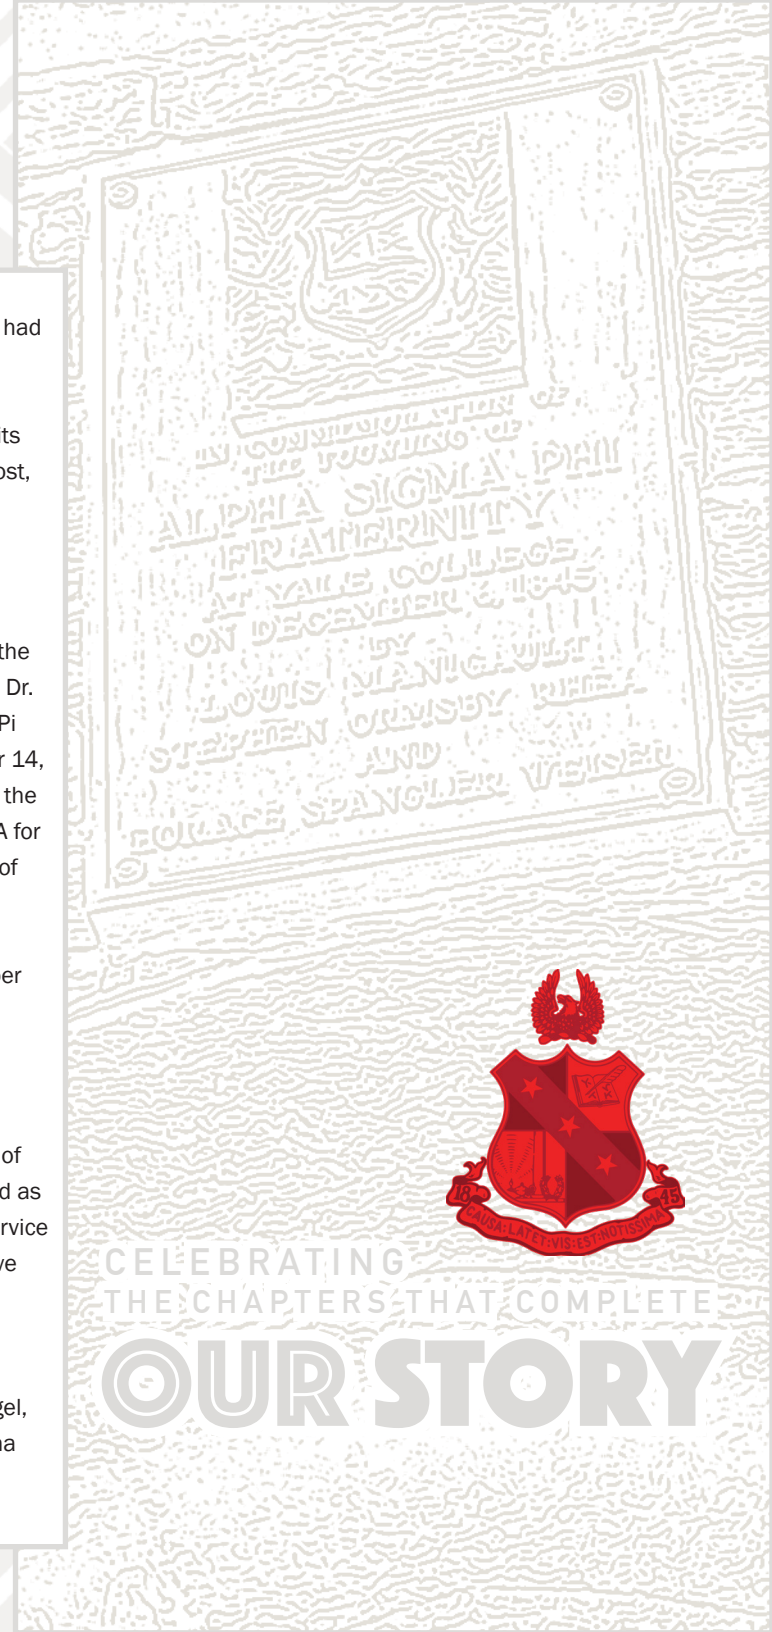 had
its
ost,
the
Dr.
Pi
r 14,
the
A for
of
er
of
d as
rvice
ve
gel,
na
IN COMMEMORATION OF
THE FOUNDING OF
ALPHA SIGMA PHI
FRATERNITY
AT YALE COLLEGE
ON DECEMBER 6, 1845
BY
LOUIS MANIGAULT
STEPHEN ORMSBY RHEA
AND
HORACE SPANGLER WEISER
18 45
CAUSA:LATET:VIS:EST:NOTISSIMA
CELEBRATING
THE CHAPTERS THAT COMPLETE
OUR STORY